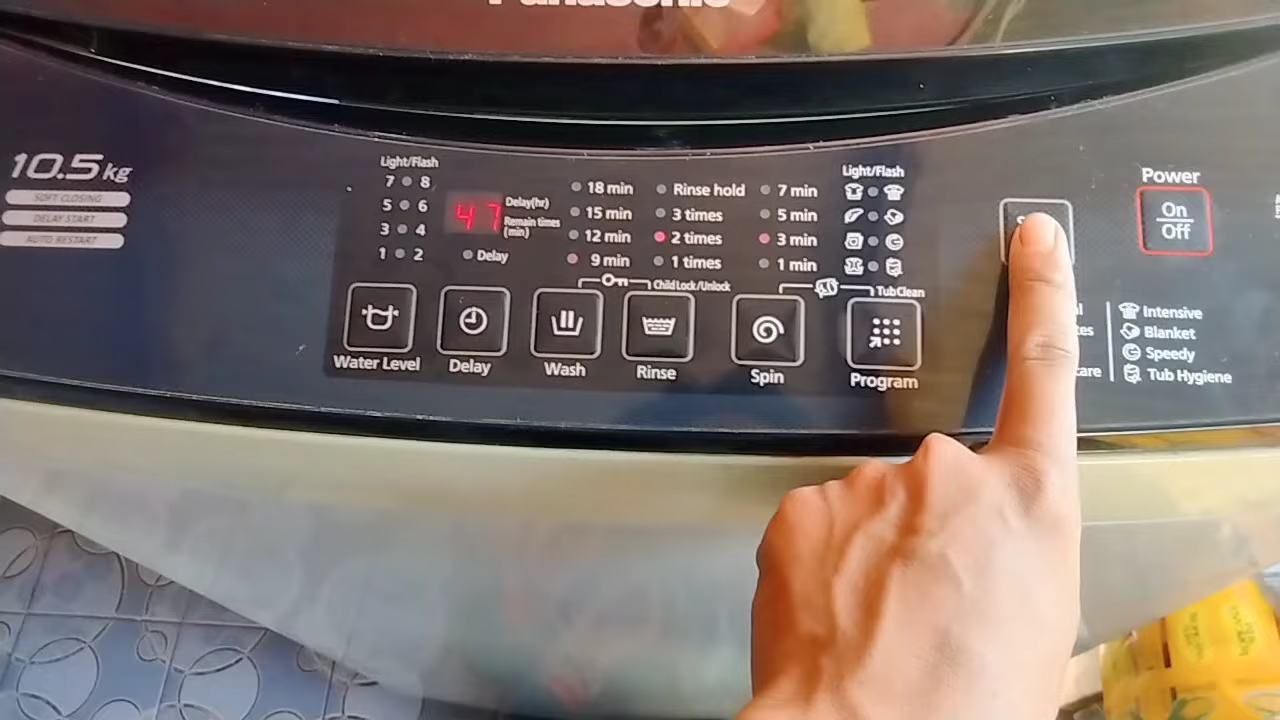 Panasonic
10.5 kg
SOFT CLOSING
DELAY START
AUTO RESTART
Light/Flash
7 8
5 6
3 4
1 2
47
Delay(hr)
Remain times
(min)
Delay
18 min
15 min
12 min
9 min
Rinse hold
3 times
2 times
1 times
7 min
5 min
3 min
1 min
Light/Flash
Child Lock/Unlock
Tub Clean
Water Level
Delay
Wash
Rinse
Spin
Program
Power
On
Off
Intensive
Blanket
Speedy
Tub Hygiene